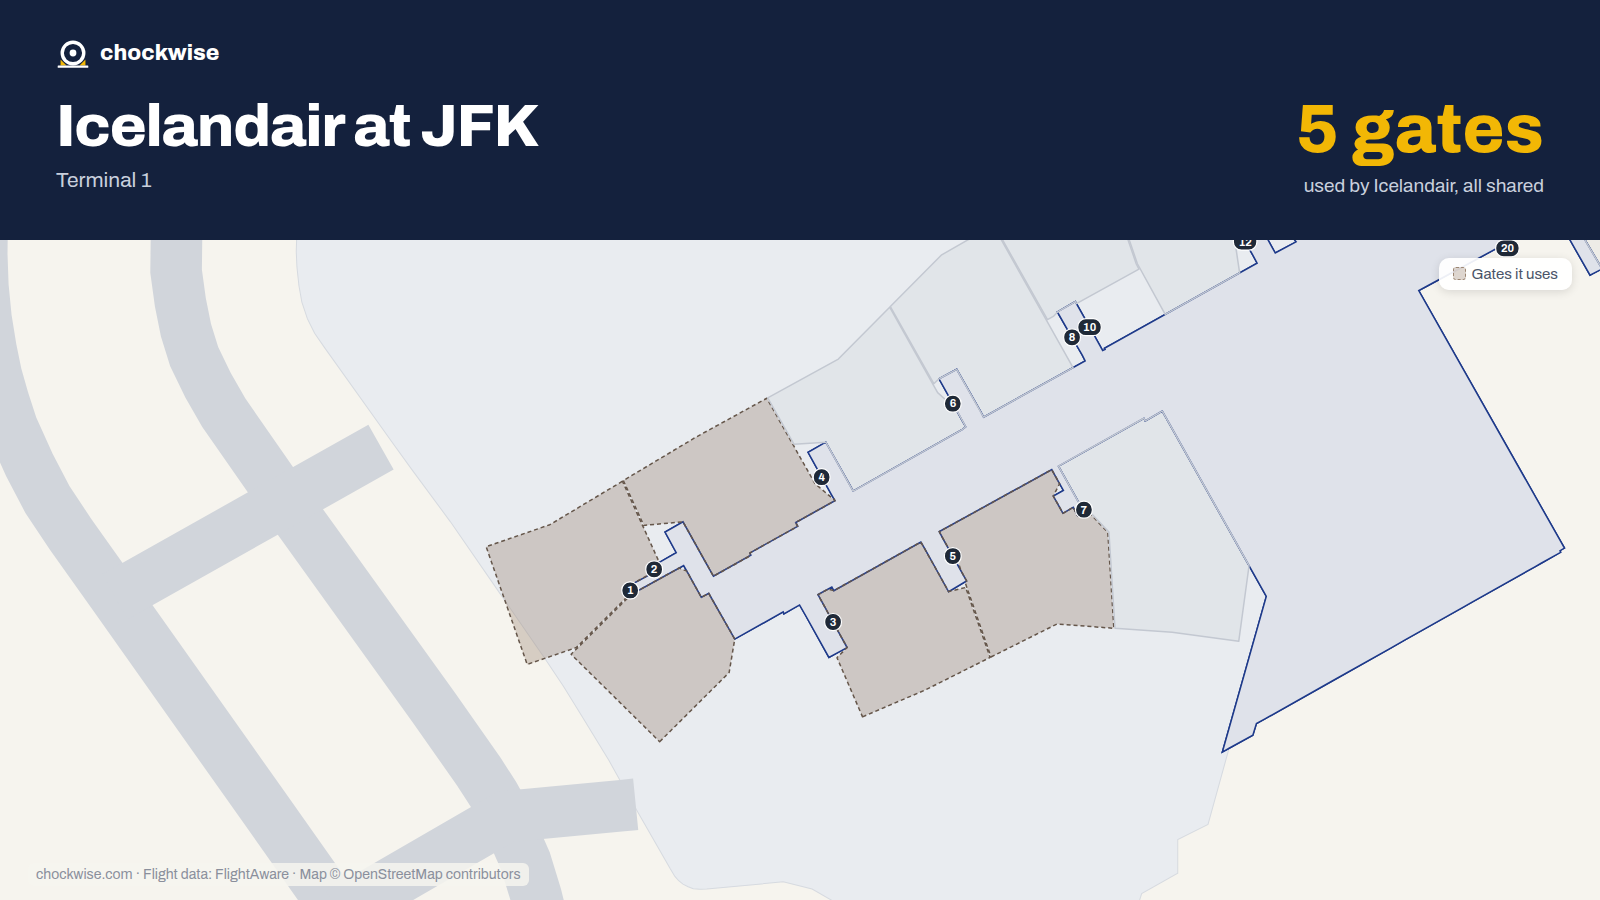 chockwise
Icelandair at JFK
Terminal 1
5 gates
used by Icelandair, all shared
12
20
Gates it uses
10
8
6
4
7
5
2
1
3
chockwise.com · Flight data: FlightAware · Map © OpenStreetMap contributors